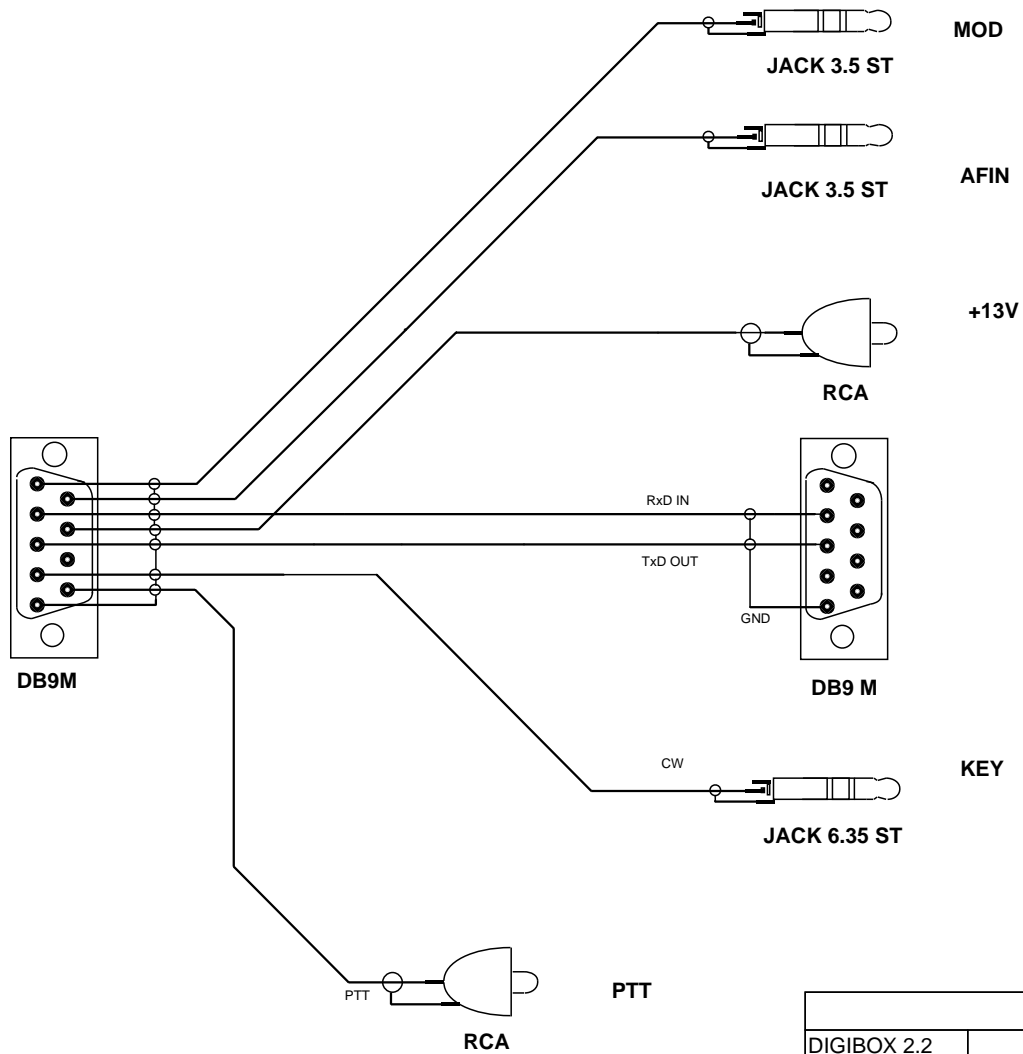 MOD
JACK 3.5 ST
AFIN
JACK 3.5 ST
+13V
RCA
RxD IN
TxD OUT
GND
DB9M
DB9 M
CW
KEY
JACK 6.35 ST
PTT
PTT
RCA
DIGIBOX 2.2